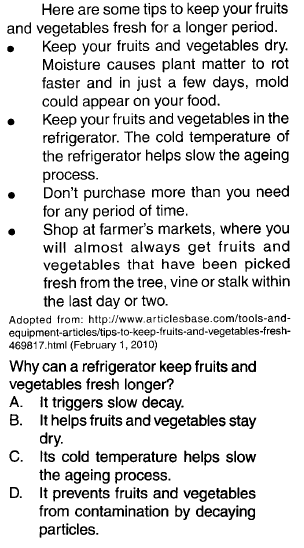 Here are some tips to keep your fruits
and vegetables fresh for a longer period.
• Keep your fruits and vegetables dry.
Moisture causes plant matter to rot
faster and in just a few days, mold
could appear on your food.
• Keep your fruits and vegetables in the
refrigerator. The cold temperature of
the refrigerator helps slow the ageing
process.
• Don't purchase more than you need
for any period of time.
• Shop at farmer's markets, where you
will almost always get fruits and
vegetables that have been picked
fresh from the tree, vine or stalk within
the last day or two.
Adopted from: http://www.articlesbase.com/tools-and-
equipment-articles/tips-to-keep-fruits-and-vegetables-fresh-
469817.html (February 1, 2010)
Why can a refrigerator keep fruits and
vegetables fresh longer?
A. It triggers slow decay.
B. It helps fruits and vegetables stay
dry.
C. Its cold temperature helps slow
the ageing process.
D. It prevents fruits and vegetables
from contamination by decaying
particles.